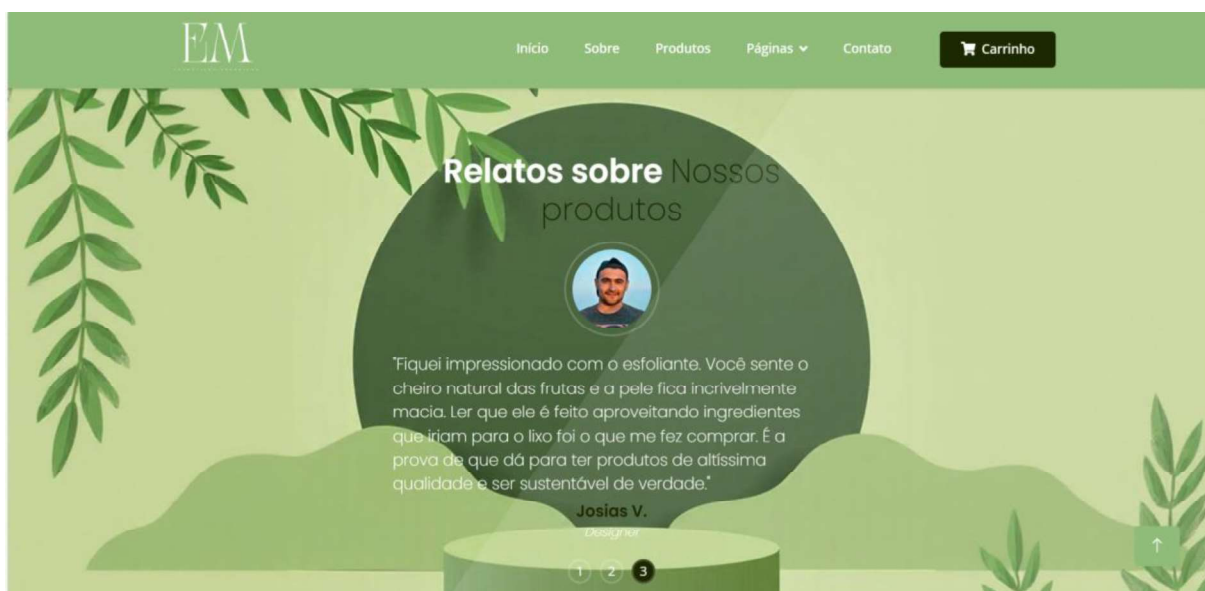 EM
Início Sobre Produtos Páginas Contato Carrinho
Relatos sobre Nossos
produtos
"Fiquei impressionado com o esfoliante. Você sente o
cheiro natural das frutas e a pele fica incrivelmente
macia. Ler que ele é feito aproveitando ingredientes
que iriam para o lixo foi o que me fez comprar. É a
prova de que dá para ter produtos de altíssima
qualidade e ser sustentável de verdade."
Josias V.
Designer
1 2 3